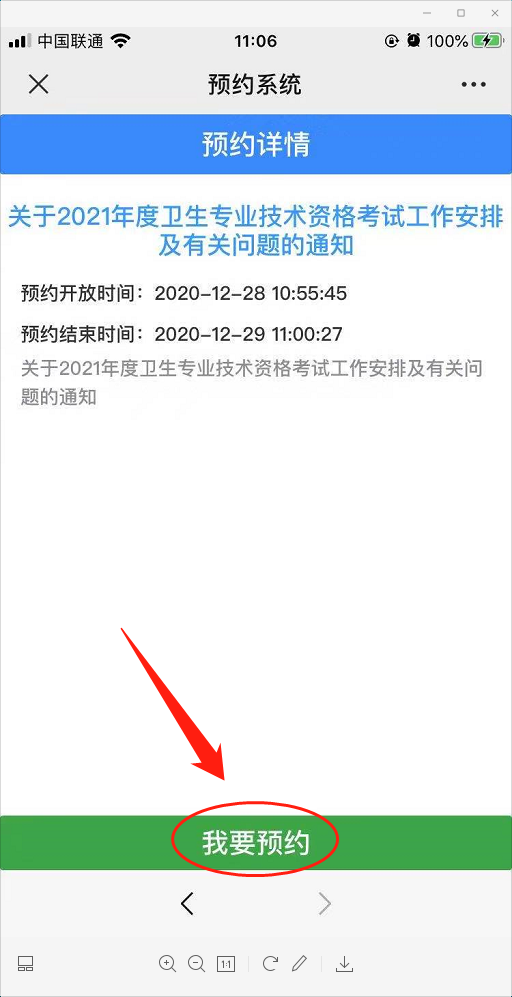 中国联通 11:06 100%
预约系统
预约详情
关于2021年度卫生专业技术资格考试工作安排
及有关问题的通知
预约开放时间：2020-12-28 10:55:45
预约结束时间：2020-12-29 11:00:27
关于2021年度卫生专业技术资格考试工作安排及有关问
题的通知
我要预约
1:1